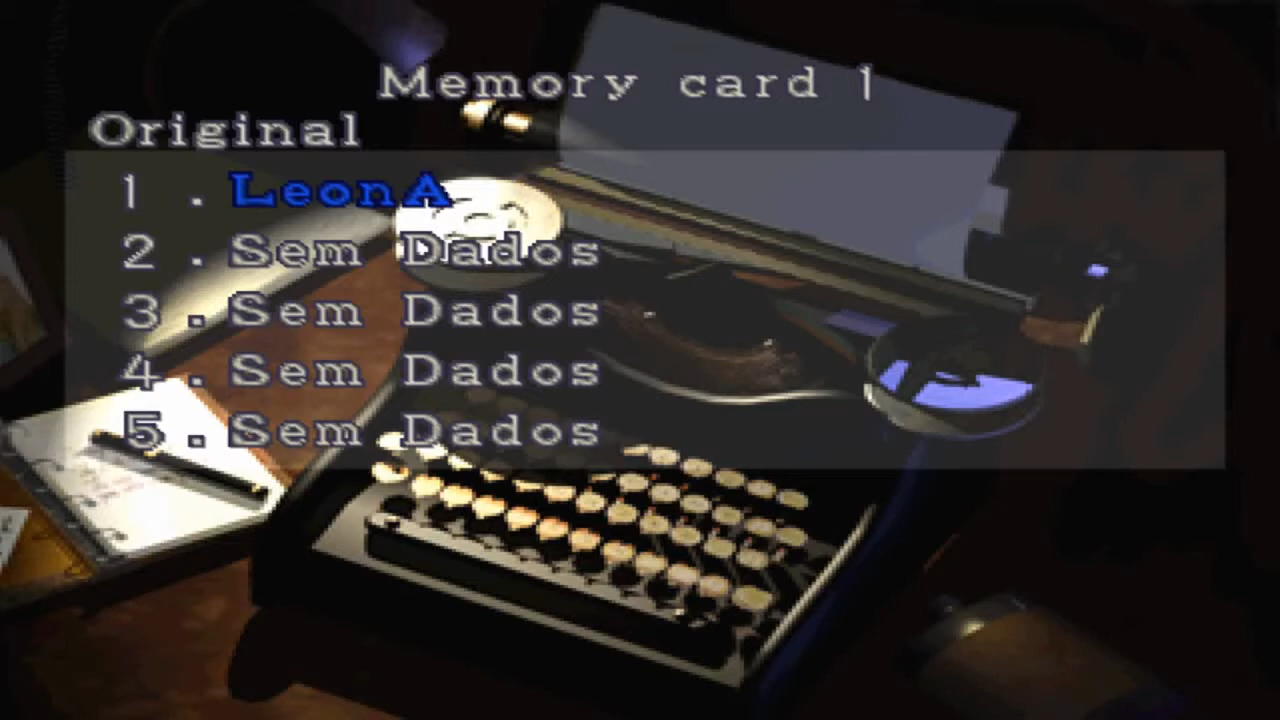 Memory card 1
Original
1 . LeonA
2 . Sem Dados
3 . Sem Dados
4 . Sem Dados
5 . Sem Dados